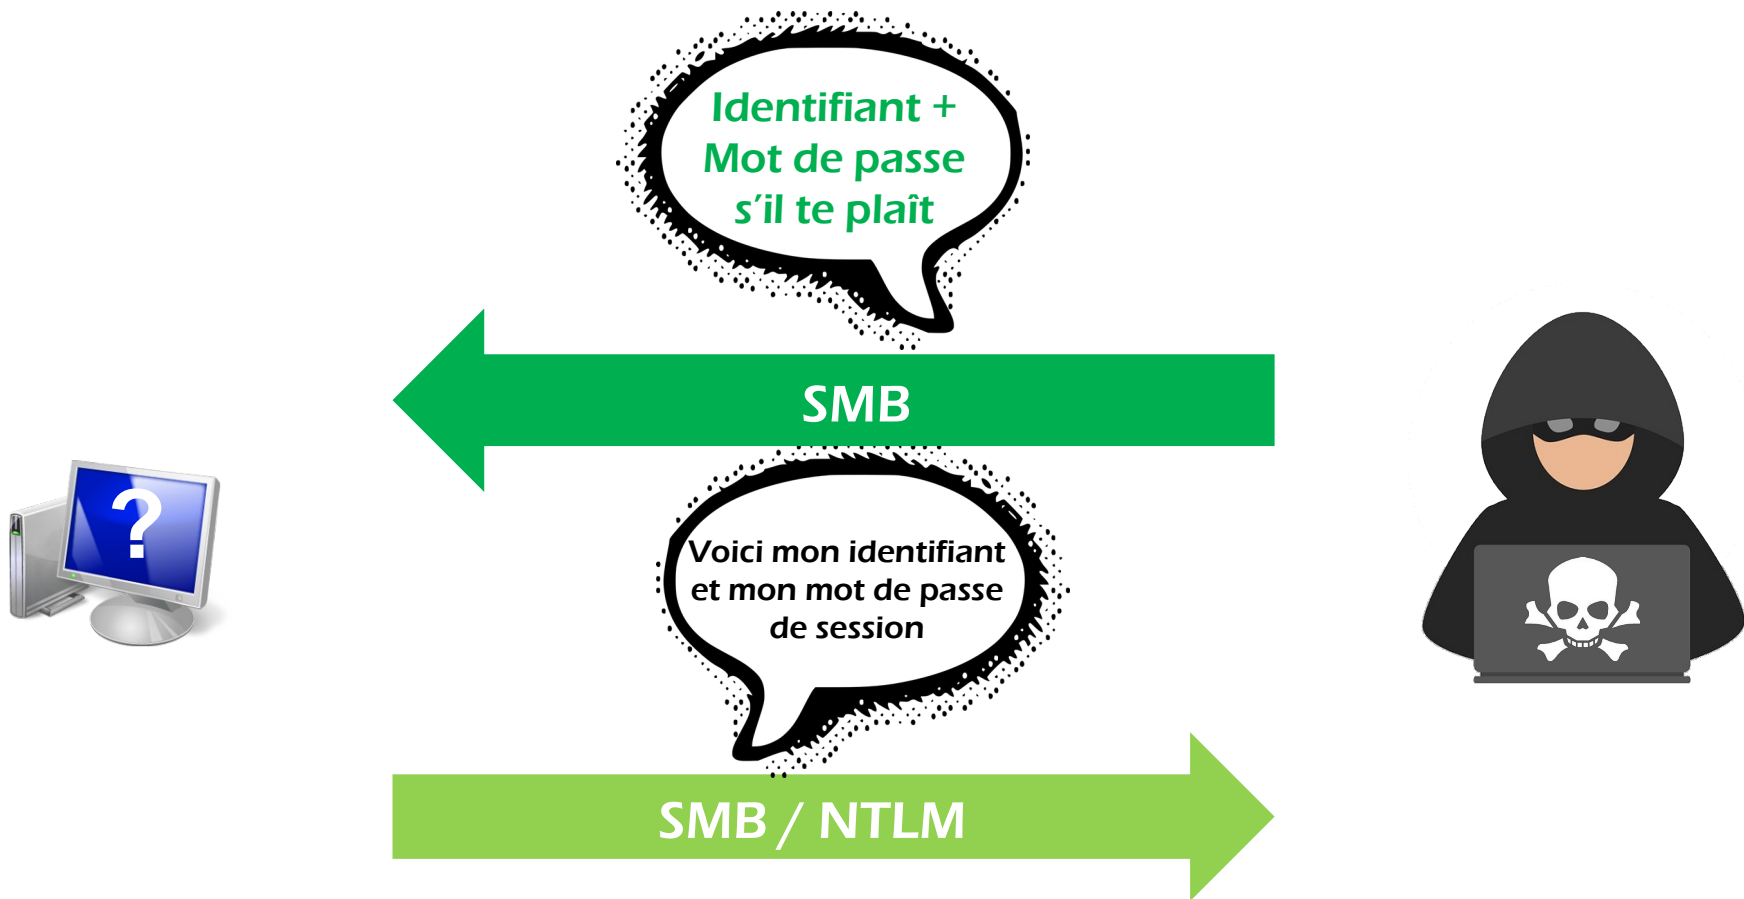 Identifiant +
Mot de passe
s’il te plaît
SMB
?
Voici mon identifiant
et mon mot de passe
de session
SMB / NTLM